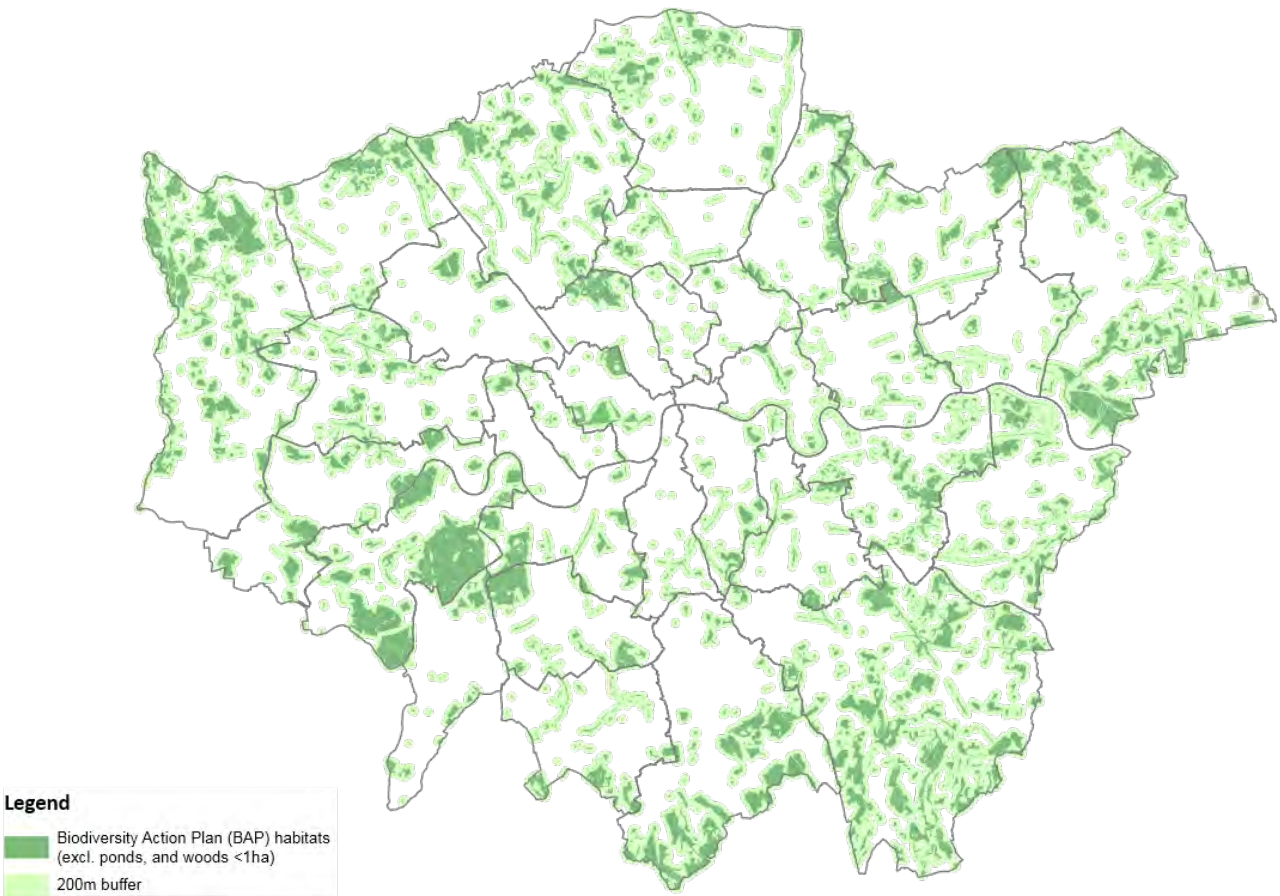 Legend
Biodiversity Action Plan (BAP) habitats
(excl. ponds, and woods <1ha)
200m buffer